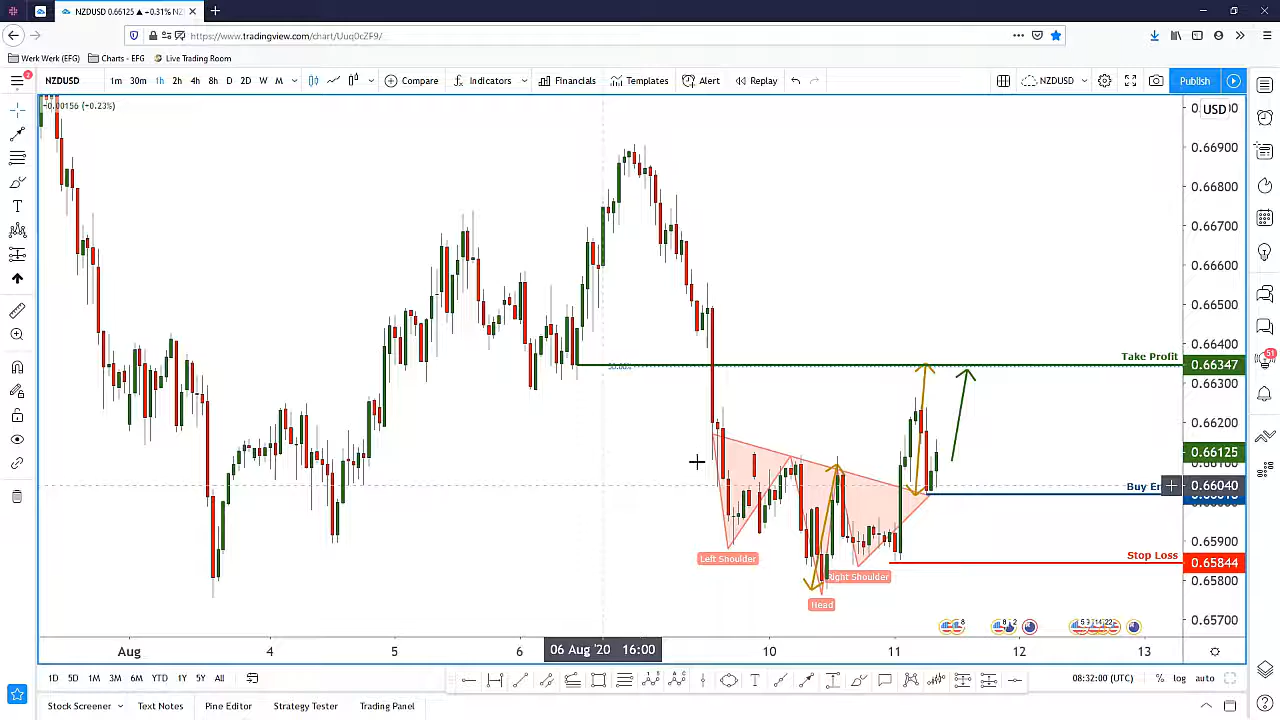 NZDUSD 0.66125 ▲ +0.31% NZ
https://www.tradingview.com/chart/Uuq0cZF9/
Werk Werk (EFG) Charts - EFG Live Trading Room
2
NZDUSD 1m 30m 1h 2h 4h 8h D 2D W M Compare Indicators Financials Templates Alert Replay NZDUSD Publish
-0.00156 (+0.23%)
USD
0.66900
0.66800
0.66700
0.66600
0.66500
0.66400
Take Profit
0.66347
0.66300
0.66200
0.66125
Buy En
0.66040
0.65900
Stop Loss
0.65844
0.65800
0.65700
Left Shoulder
Right Shoulder
Head
51
Aug 4 5 6 06 Aug '20 16:00 10 11 12 13
1D 5D 1M 3M 6M YTD 1Y 5Y All 08:32:00 (UTC) % log auto
Stock Screener Text Notes Pine Editor Strategy Tester Trading Panel